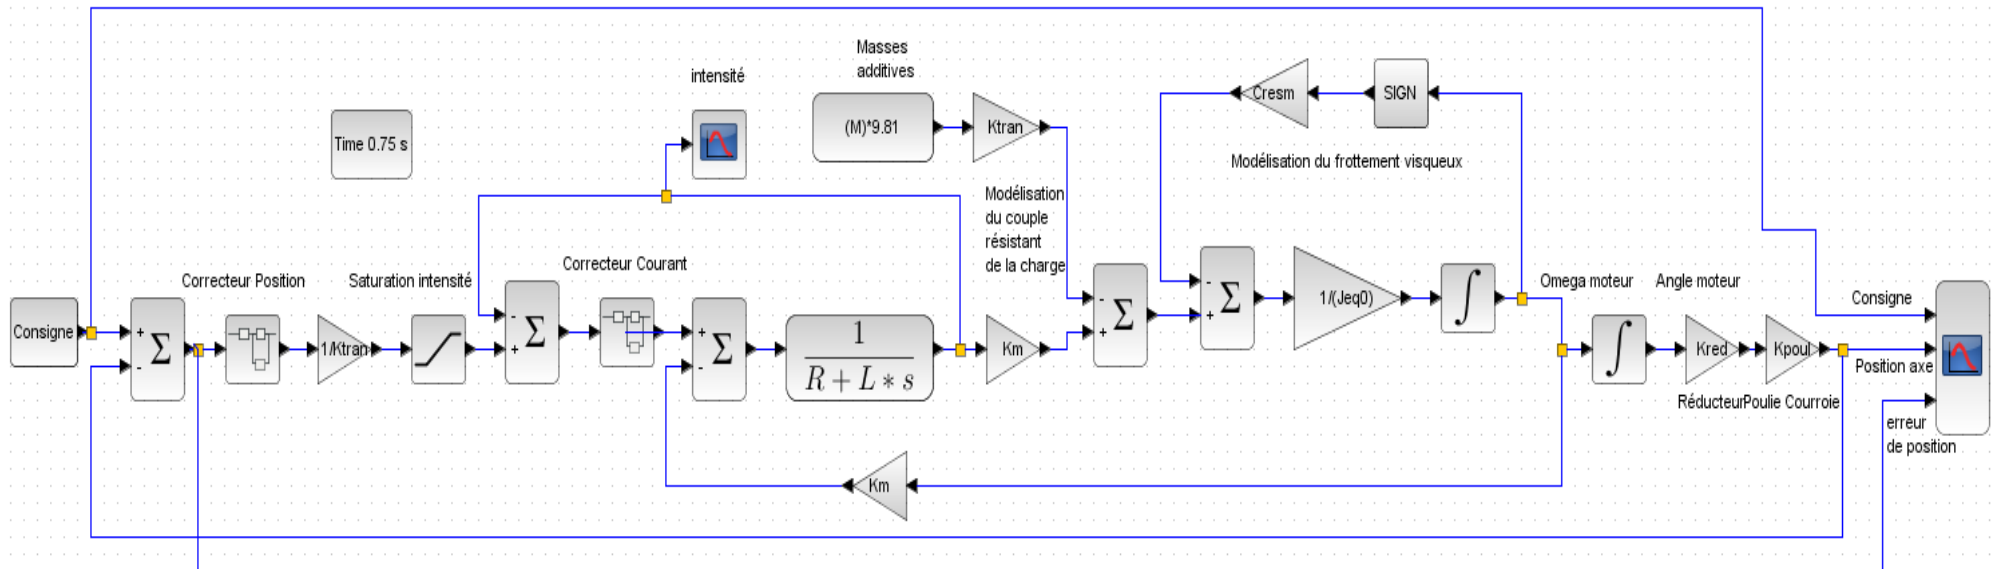 Masses
additives
intensité
Time 0.75 s
(M)*9.81
Ktran
Cresm
SIGN
Modélisation du frottement visqueux
Modélisation
du couple
résistant
de la charge
Correcteur Position
Saturation intensité
Correcteur Courant
Omega moteur
Angle moteur
Consigne
Consigne
+
-
Σ
1/Ktran
-
+
Σ
+
-
Σ
1
R + L * s
Km
-
+
Σ
-
+
Σ
1/(Jeq0)
∫
∫
Kred
Kpoul
Position axe
Réducteur
Poulie Courroie
erreur
de position
Km